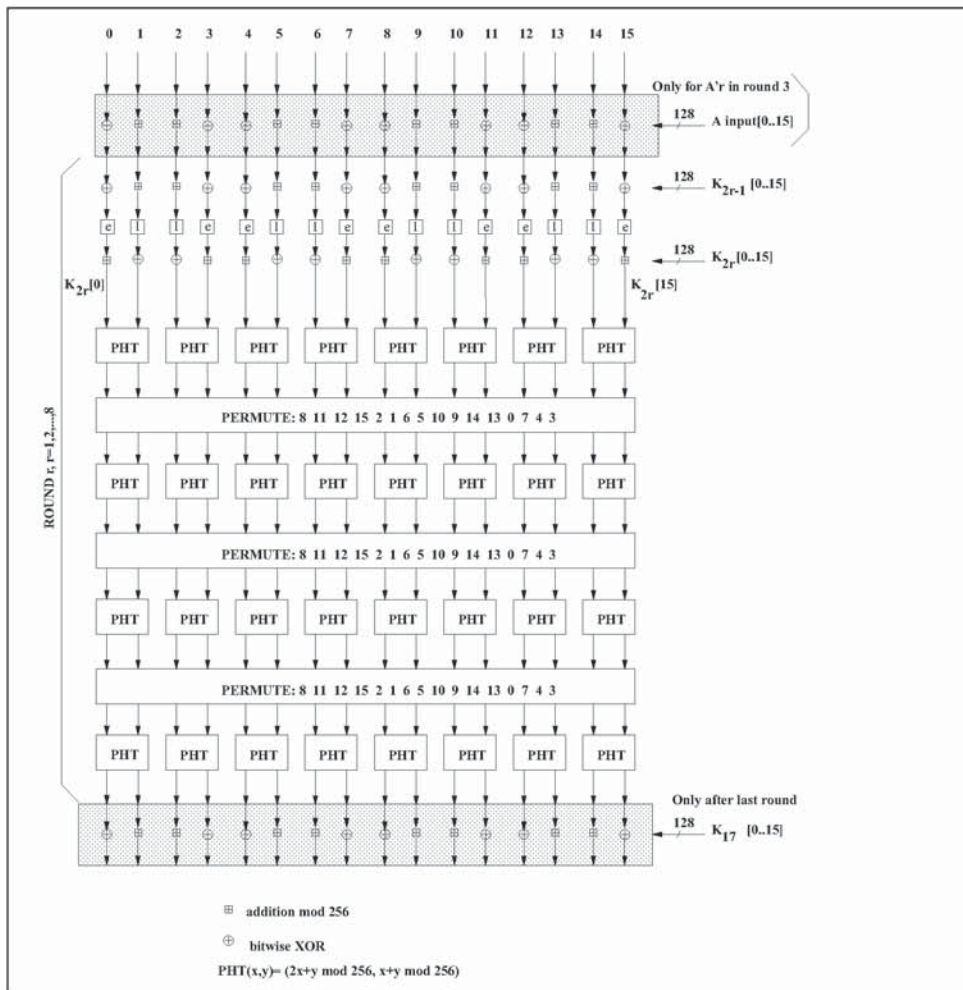 0 1 2 3 4 5 6 7 8 9 10 11 12 13 14 15
Only for A'r in round 3
128 A input[0..15]
128 K2r-1 [0..15]
e l l e e l l e e l l e e l l e
128 K2r[0..15]
K2r[0]
K2r[15]
PHT PHT PHT PHT PHT PHT PHT PHT
PERMUTE: 8 11 12 15 2 1 6 5 10 9 14 13 0 7 4 3
PHT PHT PHT PHT PHT PHT PHT PHT
ROUND r, r=1,2,...,8
PERMUTE: 8 11 12 15 2 1 6 5 10 9 14 13 0 7 4 3
PHT PHT PHT PHT PHT PHT PHT PHT
PERMUTE: 8 11 12 15 2 1 6 5 10 9 14 13 0 7 4 3
PHT PHT PHT PHT PHT PHT PHT PHT
Only after last round
128 K17 [0..15]
addition mod 256
bitwise XOR
PHT(x,y)= (2x+y mod 256, x+y mod 256)